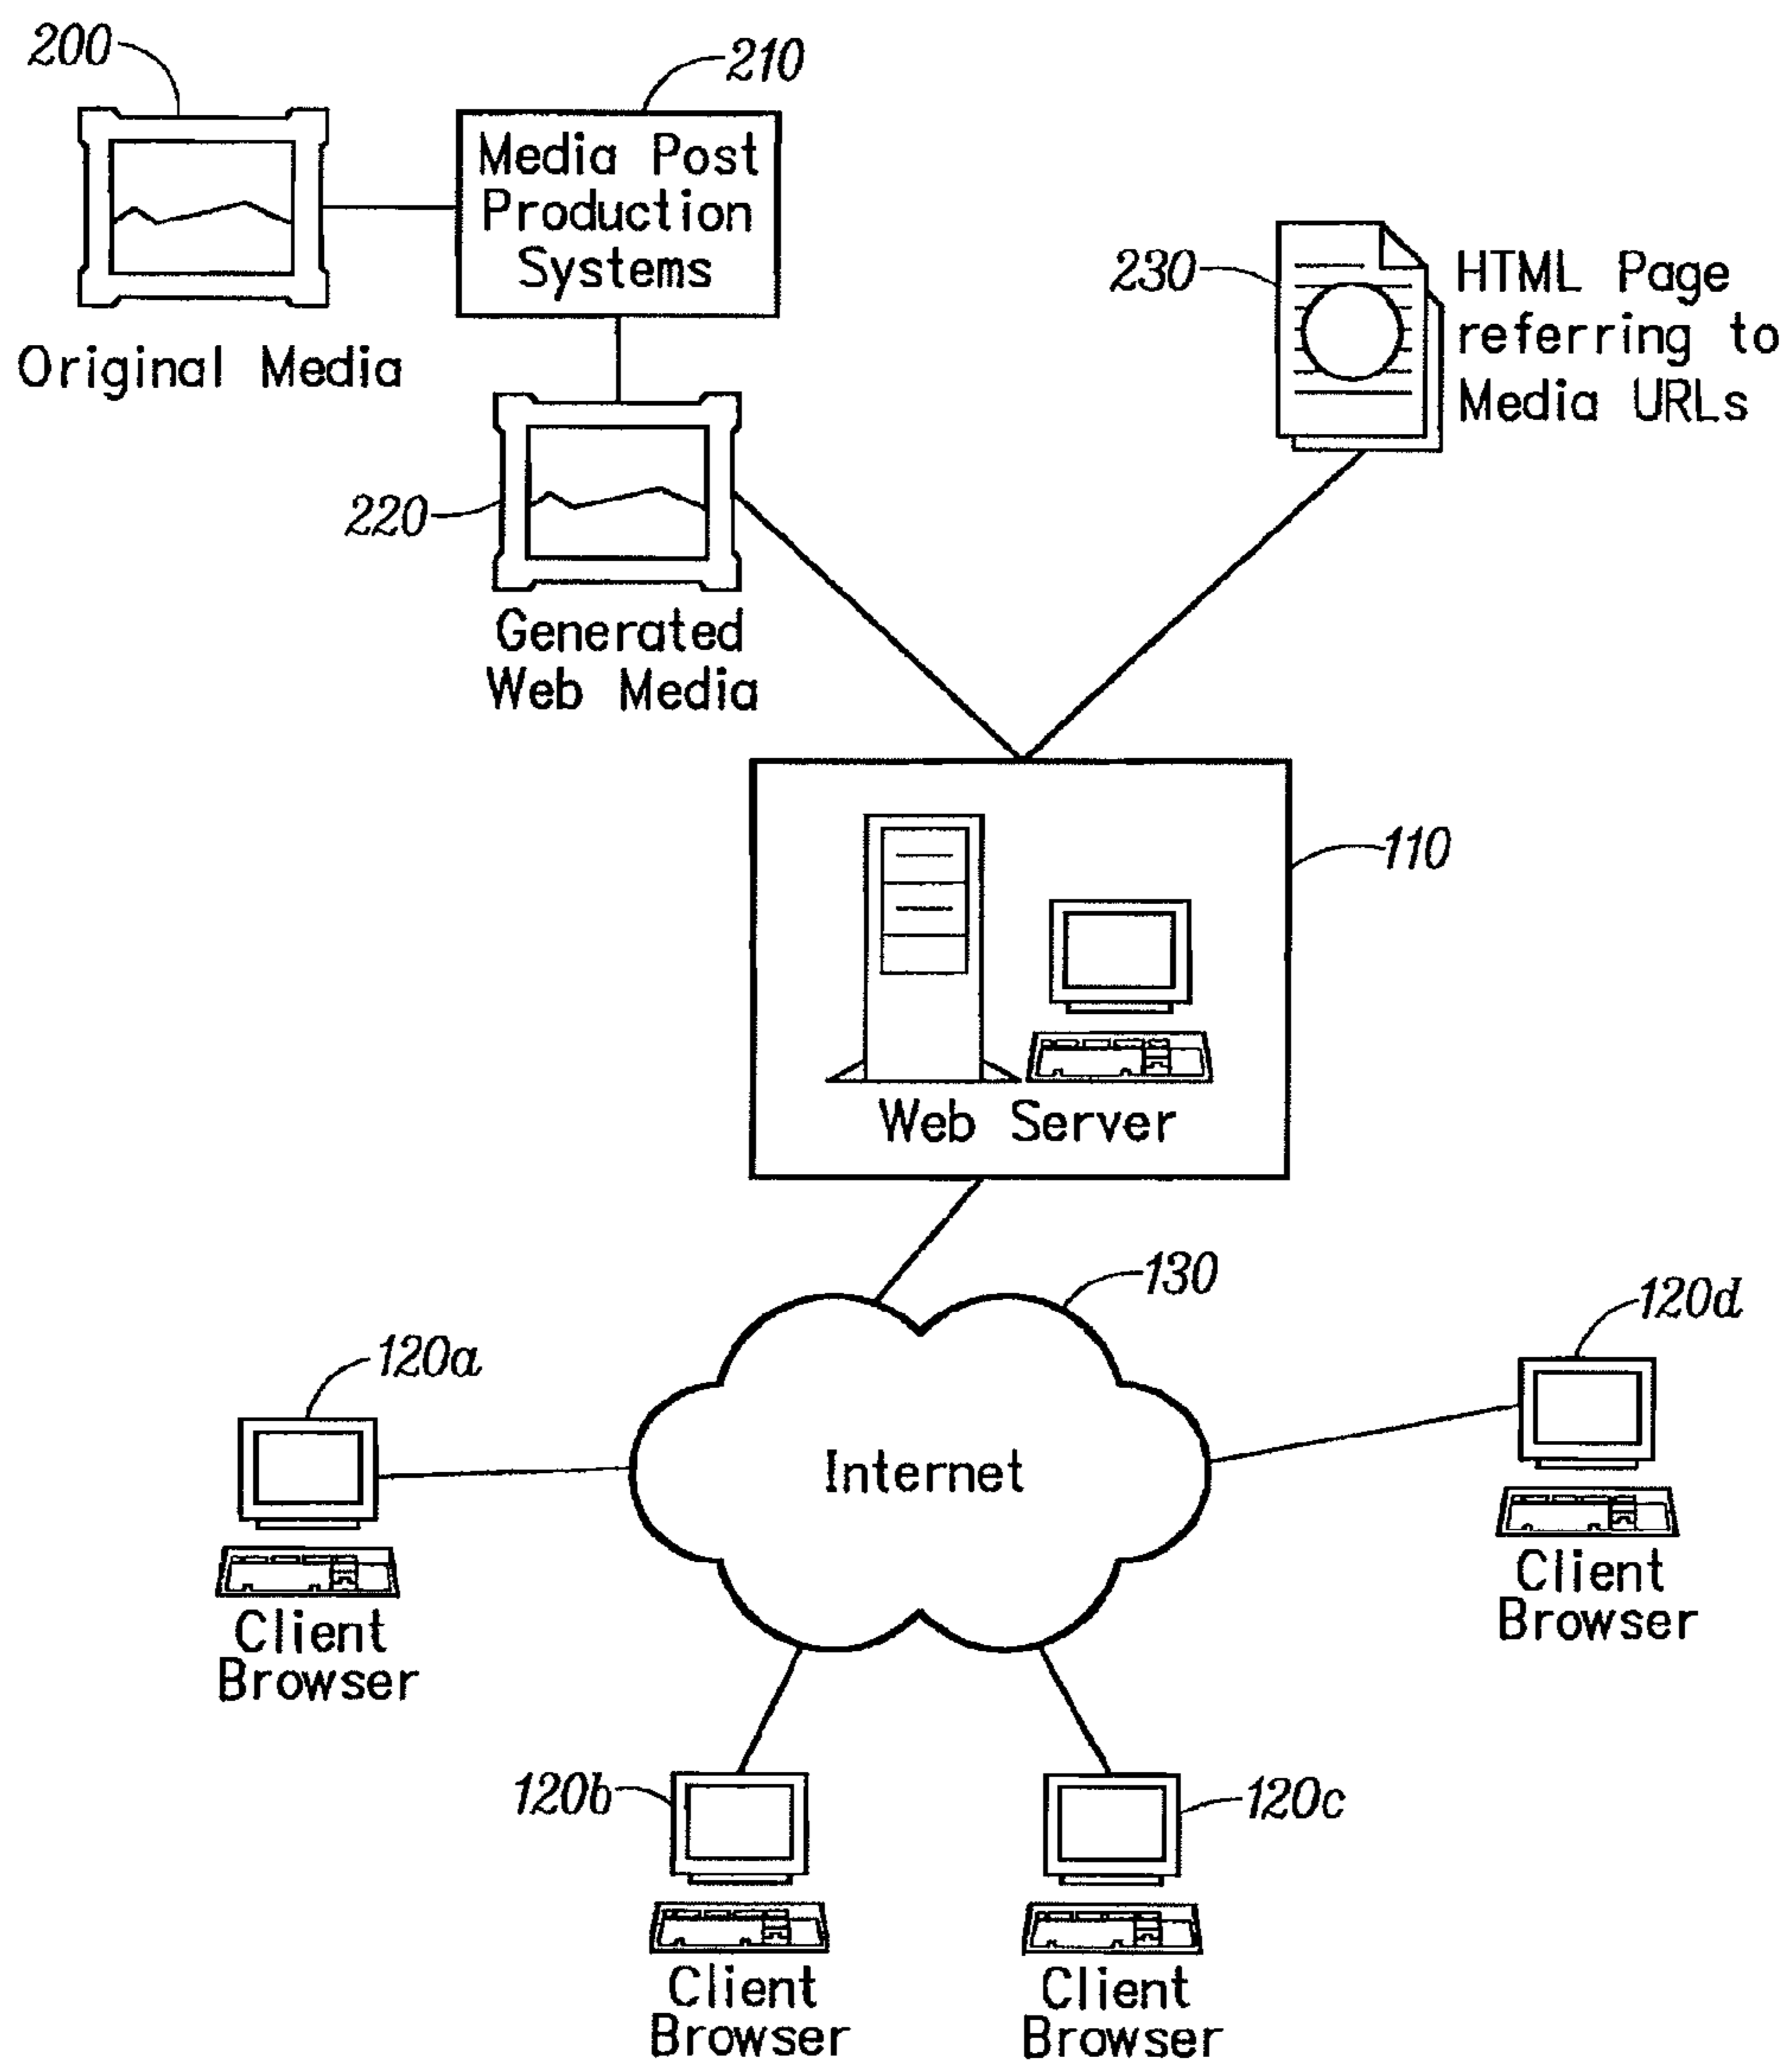 200
210
Media Post
Production
Systems
Original Media
230
HTML Page
referring to
Media URLs
220
Generated
Web Media
110
Web Server
130
120d
120a
Internet
Client
Browser
Client
Browser
120b
120c
Client
Browser
Client
Browser